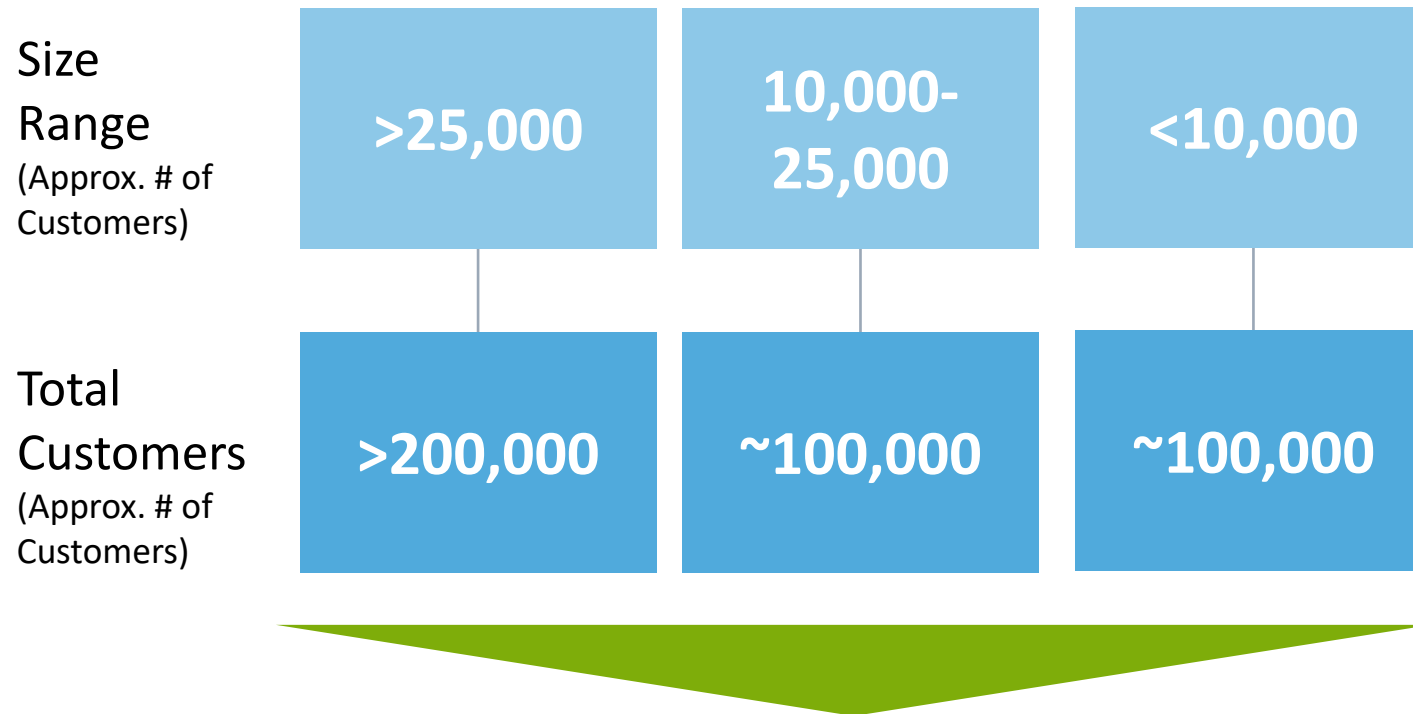 Size
Range
(Approx. # of
Customers)
>25,000
10,000-
25,000
<10,000
Total
Customers
(Approx. # of
Customers)
>200,000
~100,000
~100,000